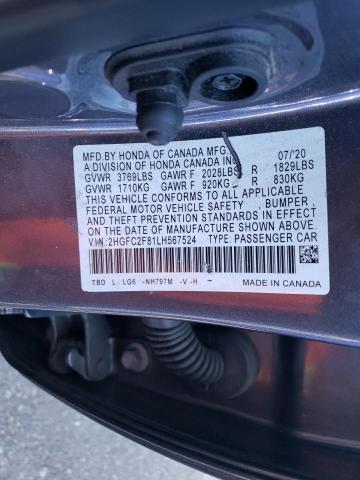 MFD. BY HONDA OF CANADA MFG. 07/'20
A DIVISION OF HONDA CANADA INC.
GVWR 3769LBS GAWR F 2028LBS R 1829LBS
GVWR 1710KG GAWR F 920KG R 830KG
THIS VEHICLE CONFORMS TO ALL APPLICABLE
FEDERAL MOTOR VEHICLE SAFETY, BUMPER,
AND THEFT PREVENTION STANDARDS IN EFFECT
ON THE DATE OF MANUFACTURE SHOWN ABOVE.
V.I.N. 2HGFC2F81LH567524 TYPE: PASSENGER CAR
TBD L- LG6 -NH797M -V -H - MADE IN CANADA